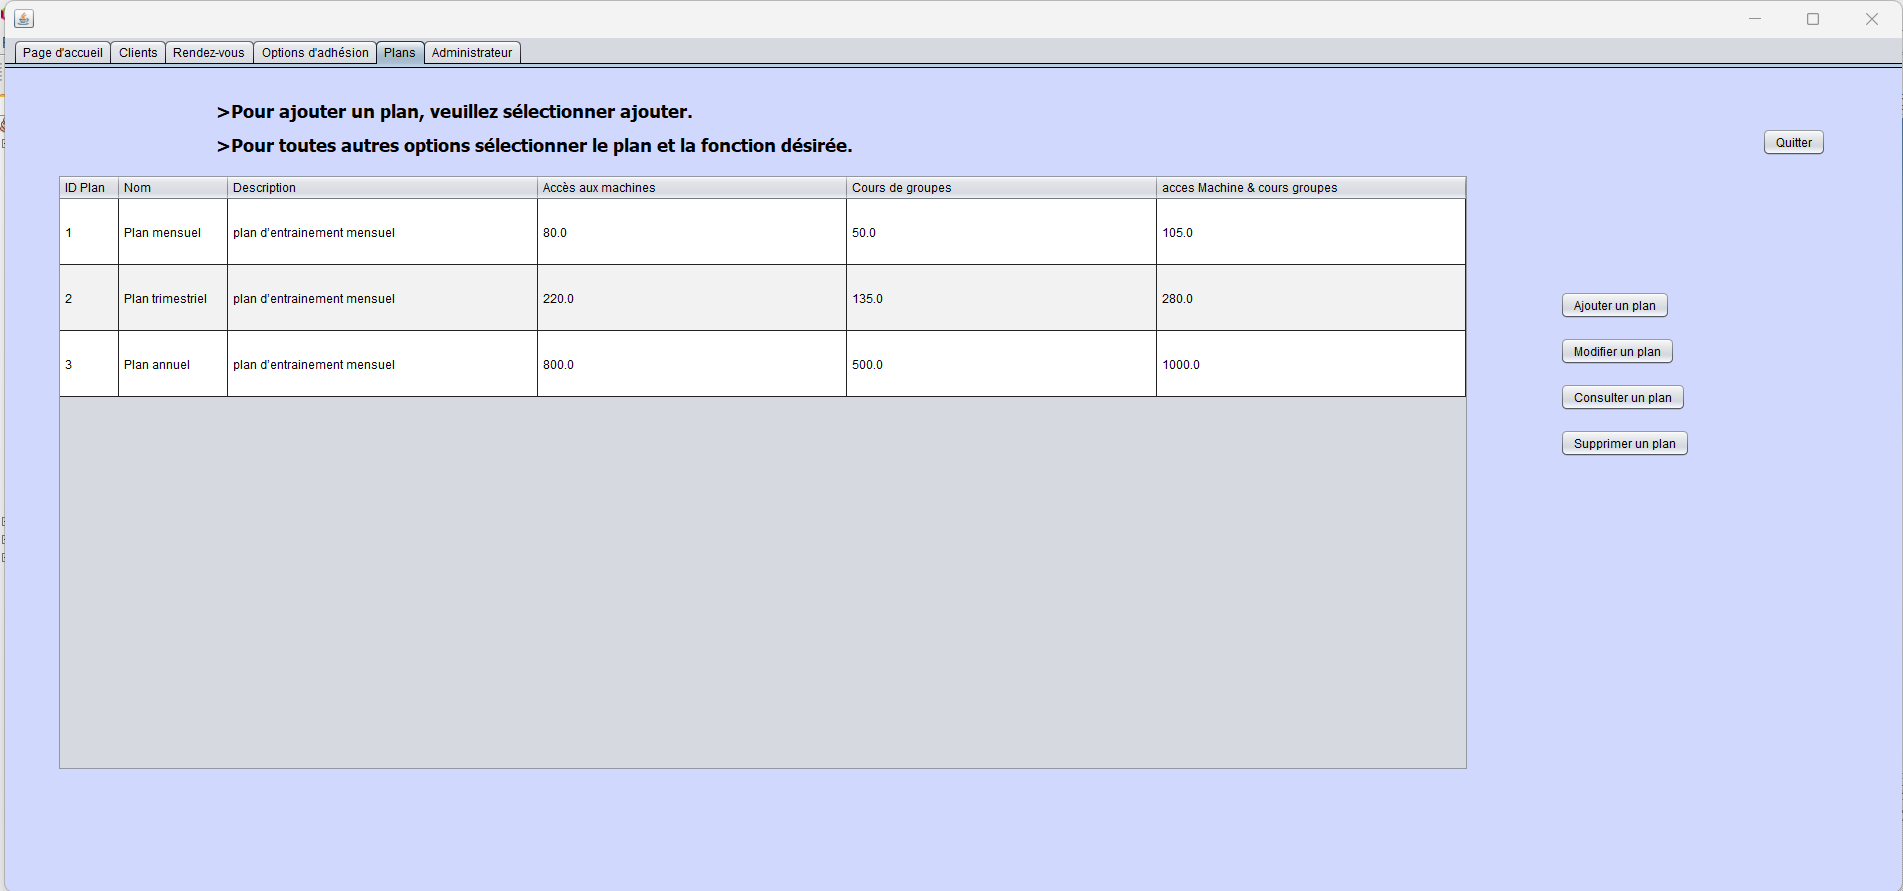 Page d'accueil Clients Rendez-vous Options d'adhésion Plans Administrateur
>Pour ajouter un plan, veuillez sélectionner ajouter.
>Pour toutes autres options sélectionner le plan et la fonction désirée.
Quitter
ID Plan Nom Description Accès aux machines Cours de groupes acces Machine & cours groupes
1 Plan mensuel plan d'entrainement mensuel 80.0 50.0 105.0
2 Plan trimestriel plan d'entrainement mensuel 220.0 135.0 280.0
3 Plan annuel plan d'entrainement mensuel 800.0 500.0 1000.0
Ajouter un plan
Modifier un plan
Consulter un plan
Supprimer un plan